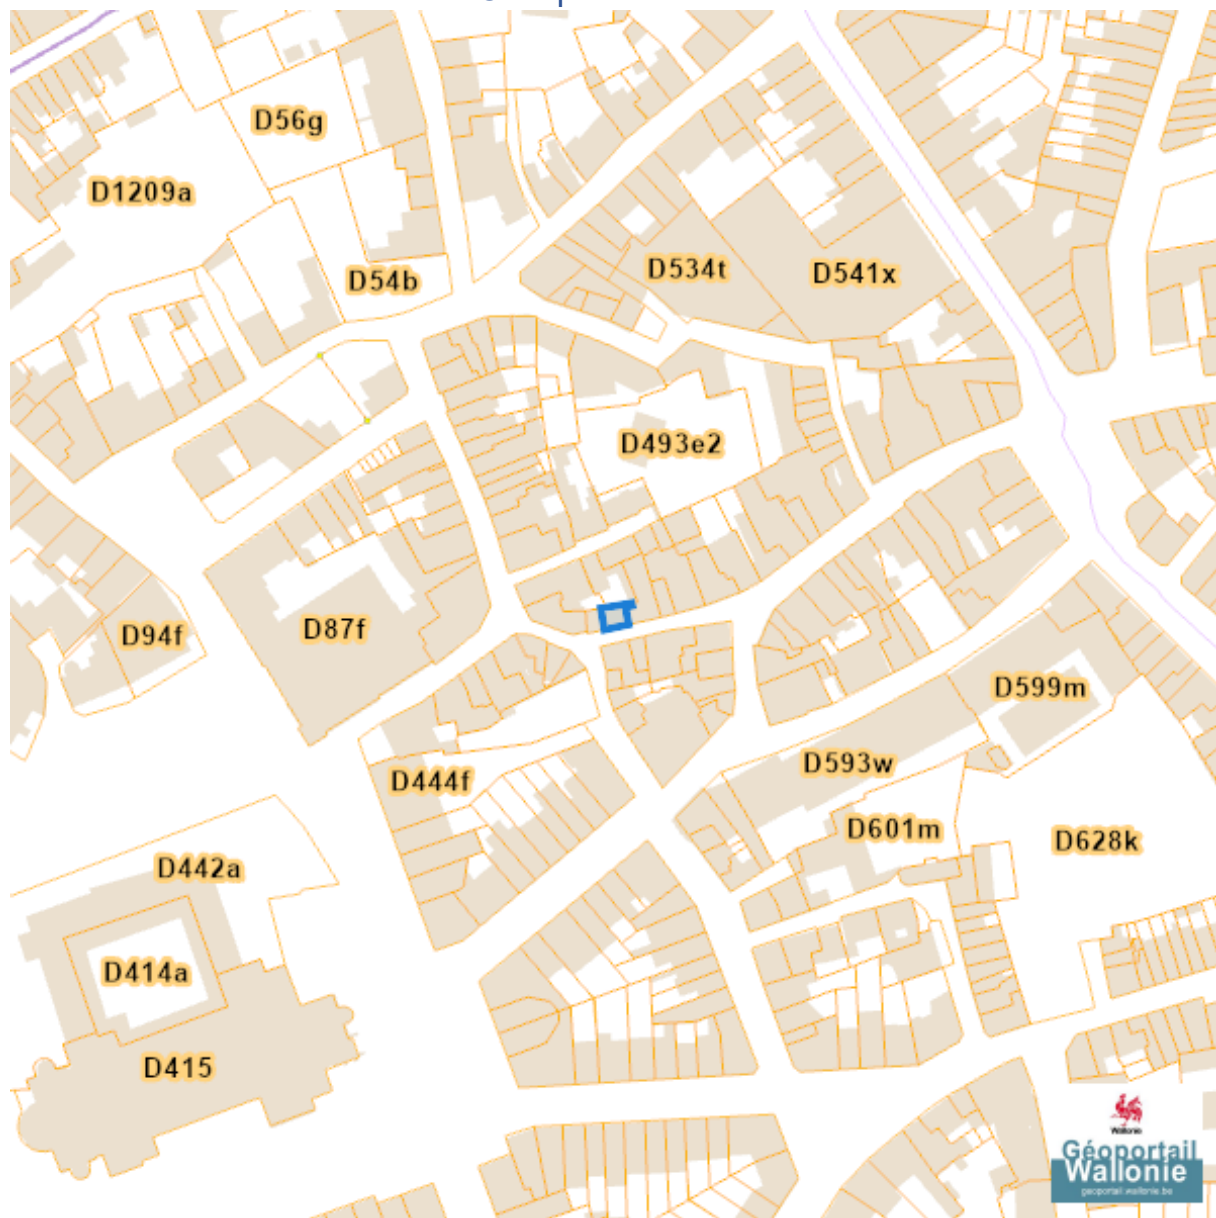 D56g
D1209a
D54b
D534t
D541x
D493e2
D94f
D87f
D599m
D593w
D444f
D601m
D628k
D442a
D414a
D415
Wallonie
Géoportail
Wallonie
geoportail.wallonie.be